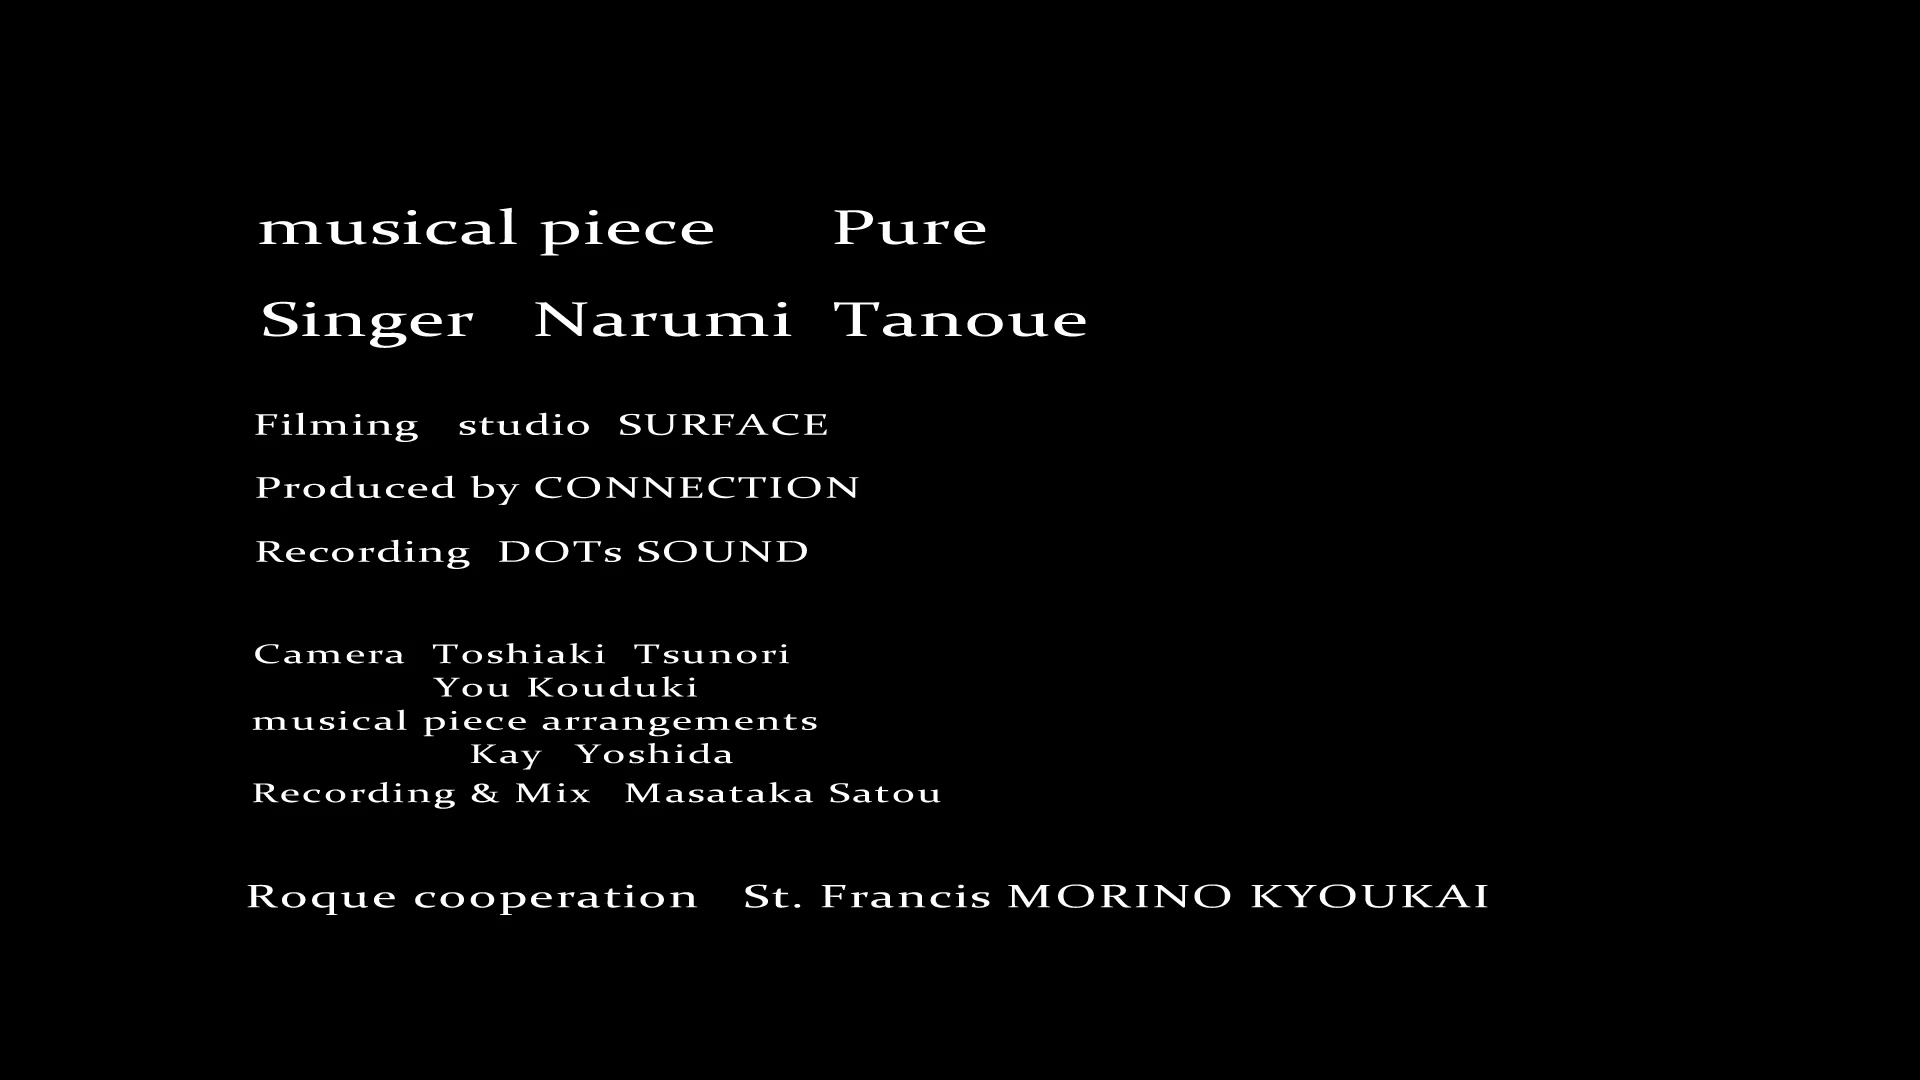 musical piece Pure
Singer Narumi Tanoue
Filming studio SURFACE
Produced by CONNECTION
Recording DOTs SOUND
Camera Toshiaki Tsunori
You Kouduki
musical piece arrangements
Kay Yoshida
Recording & Mix Masataka Satou
Roque cooperation St. Francis MORINO KYOUKAI